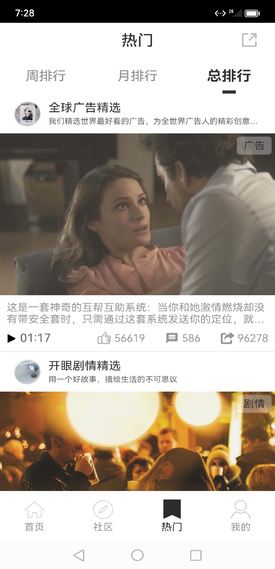 7:28
热门
周排行
月排行
总排行
全球广告精选
我们精选世界最好看的广告，为全世界广告人的精彩创意…
广告
这是一套神奇的互帮互助系统：当你和她激情燃烧却没
有带安全套时，只需通过这套系统发送你的定位，就…
01:17
56619
586
96278
开眼剧情精选
用一个好故事，描绘生活的不可思议
剧情
首页
社区
热门
我的